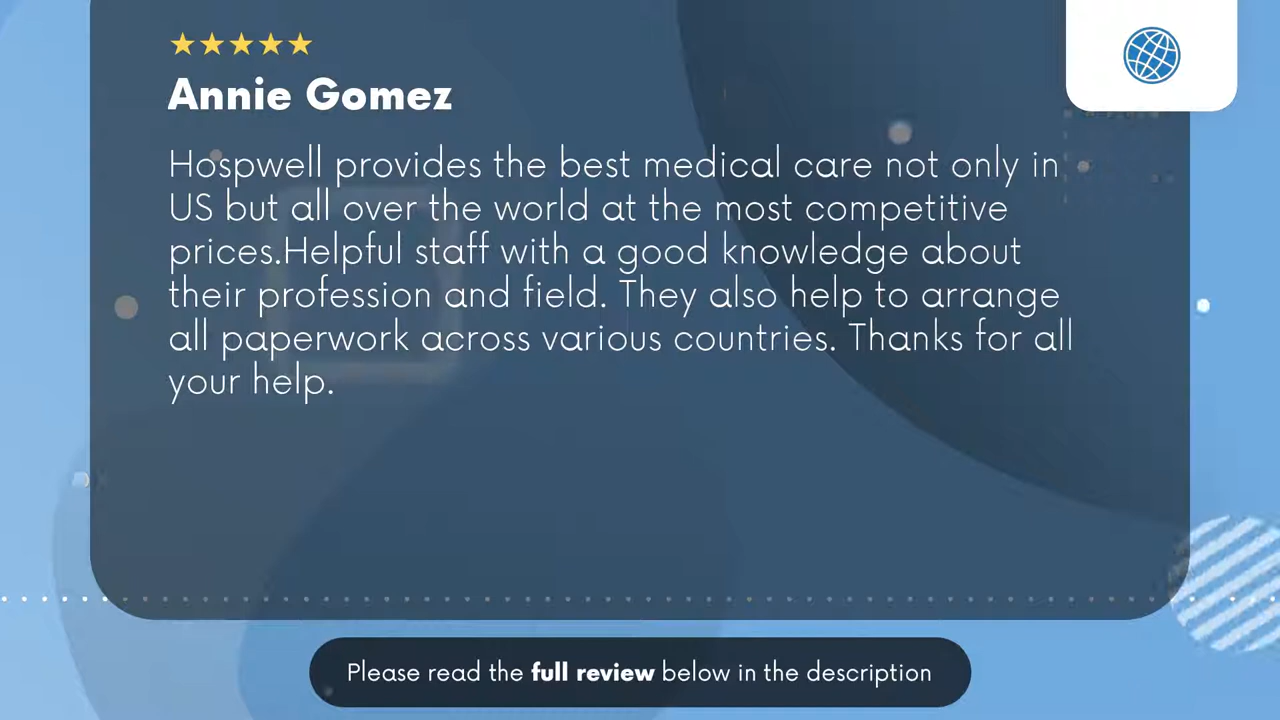 Annie Gomez
Hospwell provides the best medical care not only in
US but all over the world at the most competitive
prices.Helpful staff with a good knowledge about
their profession and field. They also help to arrange
all paperwork across various countries. Thanks for all
your help.
Please read the full review below in the description